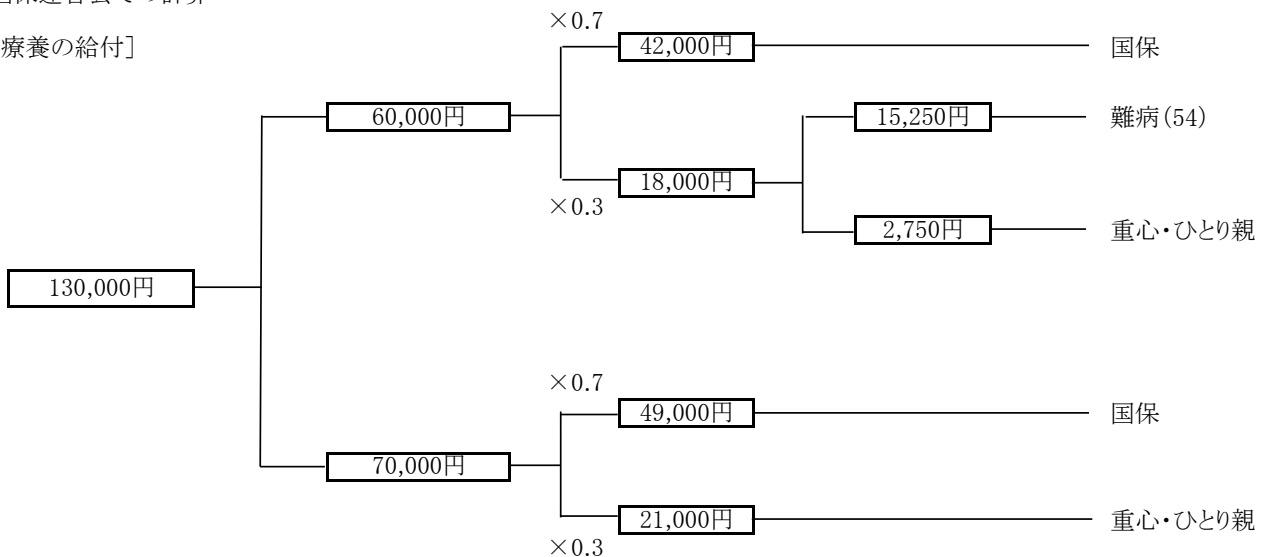 療養の給付]
×0.7
42,000円
国保
60,000円
15,250円
難病(54)
18,000円
×0.3
2,750円
重心・ひとり親
130,000円
×0.7
49,000円
国保
70,000円
21,000円
重心・ひとり親
×0.3